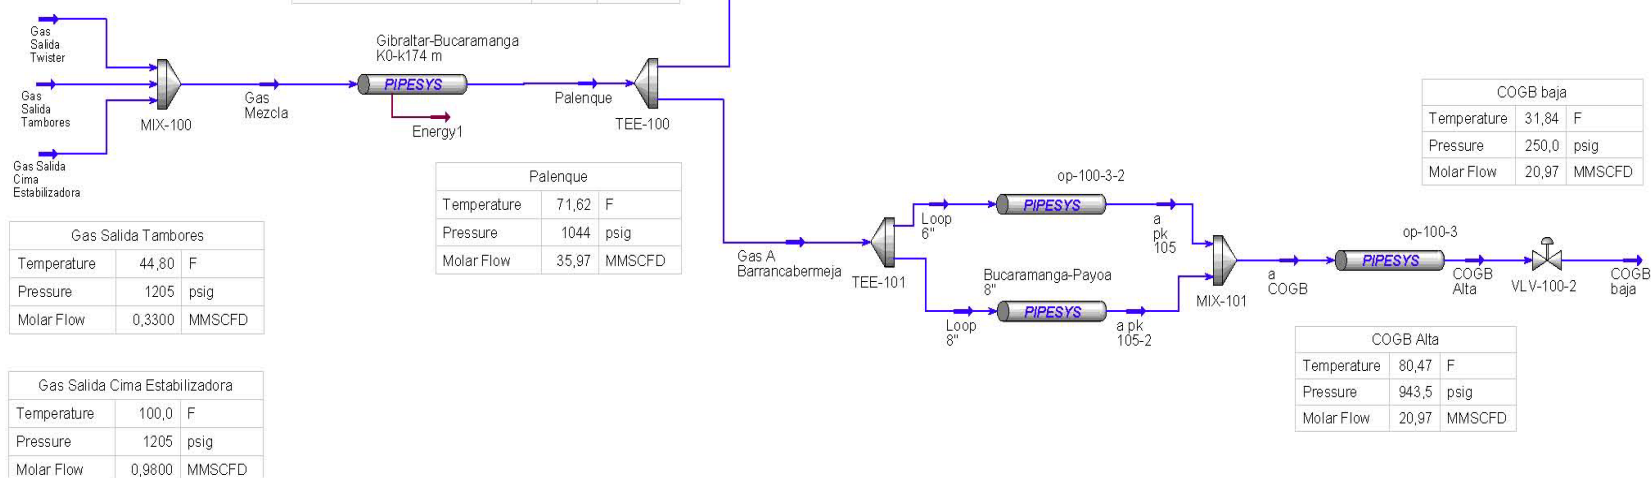 Gas
Salida
Twister
Gas
Salida
Tambores
Gas Salida
Cima
Estabilizadora
MIX-100
Gas
Mezcla
Gibraltar-Bucaramanga
K0-k174 m
PIPESYS
Energy1
Palenque
TEE-100
Gas Salida Tambores
Temperature 44,80 F
Pressure 1205 psig
Molar Flow 0,3300 MMSCFD
Gas Salida Cima Estabilizadora
Temperature 100,0 F
Pressure 1205 psig
Molar Flow 0,9800 MMSCFD
Palenque
Temperature 71,62 F
Pressure 1044 psig
Molar Flow 35,97 MMSCFD
Gas A
Barrancabermeja
TEE-101
Loop
6"
op-100-3-2
PIPESYS
a
pk
105
Loop
8"
Bucaramanga-Payoa
8"
PIPESYS
a pk
105-2
MIX-101
a
COGB
op-100-3
PIPESYS
COGB
Alta
VLV-100-2
COGB
baja
COGB baja
Temperature 31,84 F
Pressure 250,0 psig
Molar Flow 20,97 MMSCFD
COGB Alta
Temperature 80,47 F
Pressure 943,5 psig
Molar Flow 20,97 MMSCFD